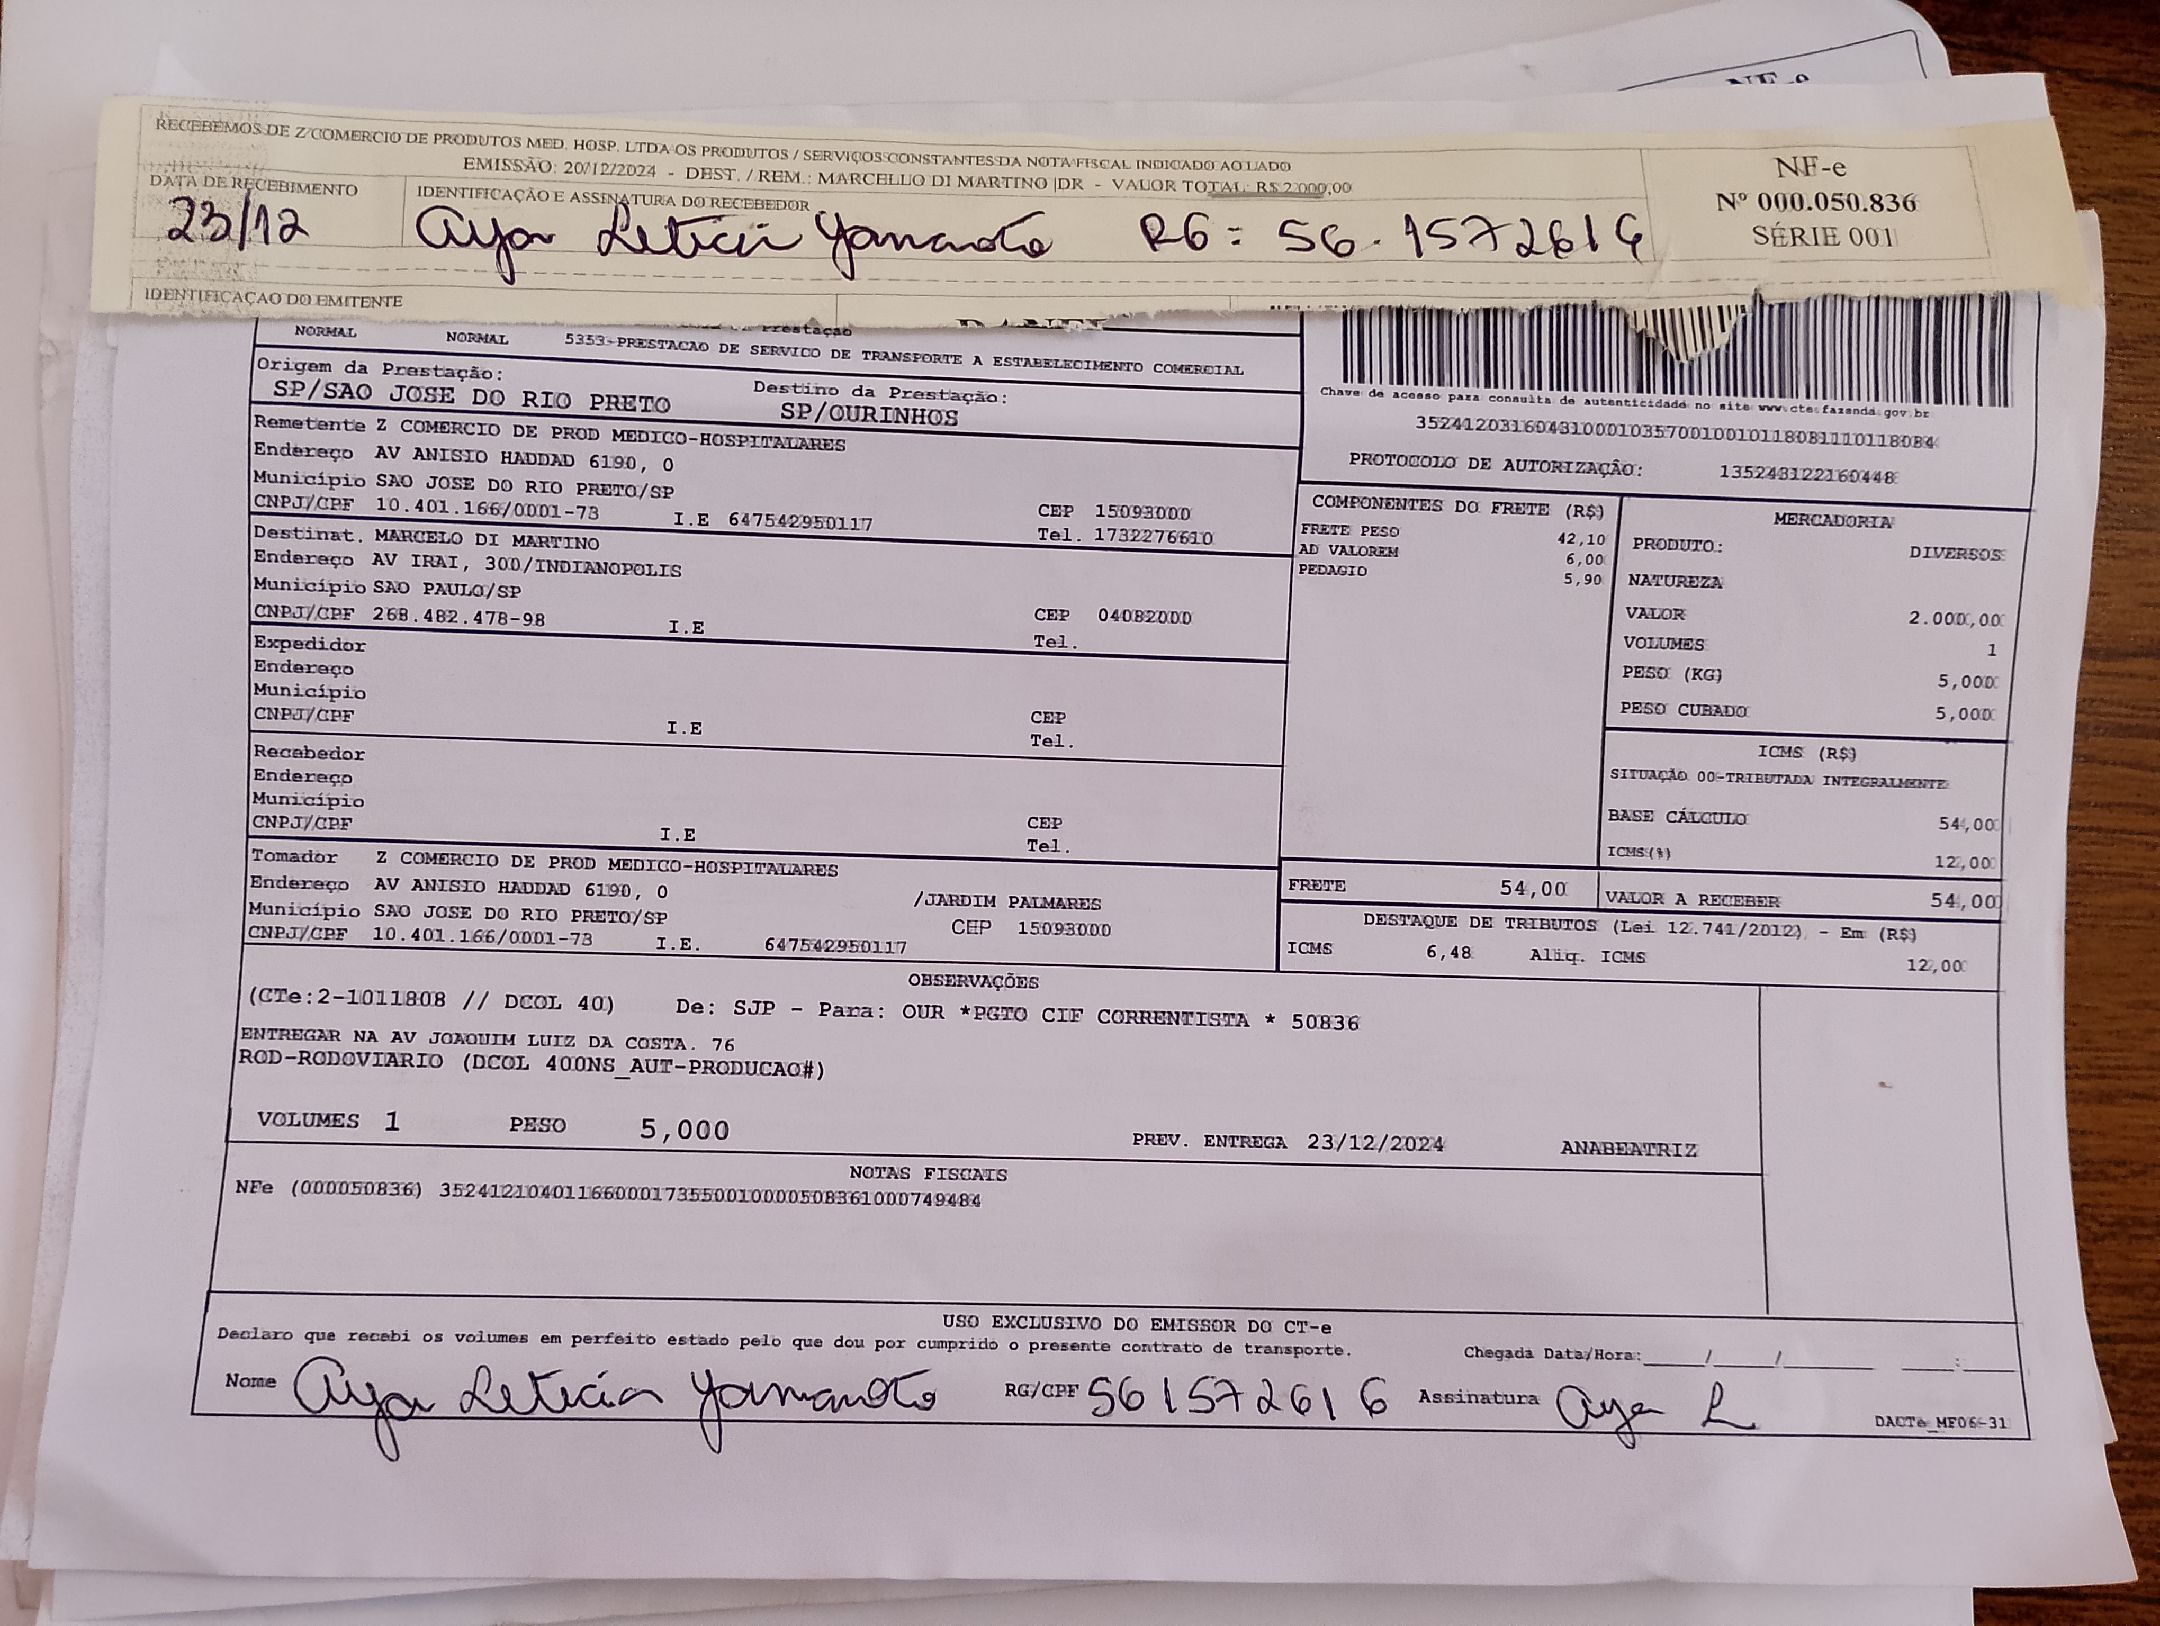 NF-e
RECEBEMOS DE Z COMERCIO DE PRODUTOS MED. HOSP. LTDA OS PRODUTOS / SERVIÇOS CONSTANTES DA NOTA FISCAL INDICADO AO LADO
EMISSÃO: 20/12/2024 - DEST. / REM.: MARCELLO DI MARTINO |DR - VALOR TOTAL: R$ 2.000,00
NF-e
Nº 000.050.836
SÉRIE 001
DATA DE RECEBIMENTO
23/12
IDENTIFICAÇÃO E ASSINATURA DO RECEBEDOR
Aya Leticia Yamamoto RG: 56.1572616
IDENTIFICAÇÃO DO EMITENTE
NORMAL NORMAL 5353-PRESTACAO DE SERVICO DE TRANSPORTE A ESTABELECIMENTO COMERCIAL
Origem da Prestação:
SP/SAO JOSE DO RIO PRETO
Destino da Prestação:
SP/OURINHOS
Chave de acesso para consulta de autenticidade no site www.cte.fazenda.gov.br
PROTOCOLO DE AUTORIZAÇÃO: 135243122160448
Remetente Z COMERCIO DE PROD MEDICO-HOSPITALARES
Endereço AV ANISIO HADDAD 6190, 0
Município SAO JOSE DO RIO PRETO/SP
CNPJ/CPF 10.401.166/0001-73 I.E 647542950117 CEP 15093000
Tel. 1732276610
Destinat. MARCELO DI MARTINO
Endereço AV IRAI, 300/INDIANOPOLIS
Município SAO PAULO/SP
CNPJ/CPF 268.482.478-98 I.E CEP 04082000
Tel.
Expedidor
Endereço
Município
CNPJ/CPF I.E CEP
Tel.
Recebedor
Endereço
Município
CNPJ/CPF I.E CEP
Tel.
Tomador Z COMERCIO DE PROD MEDICO-HOSPITALARES
Endereço AV ANISIO HADDAD 6190, 0 /JARDIM PALMARES
Município SAO JOSE DO RIO PRETO/SP CEP 15093000
CNPJ/CPF 10.401.166/0001-73 I.E. 647542950117
COMPONENTES DO FRETE (R$)
FRETE PESO 42,10
AD VALOREM 6,00
PEDAGIO 5,90
MERCADORIA
PRODUTO: DIVERSOS
NATUREZA
VALOR 2.000,00
VOLUMES 1
PESO (KG) 5,000
PESO CUBADO 5,000
ICMS (R$)
SITUAÇÃO 00-TRIBUTADA INTEGRALMENTE
BASE CÁLCULO 54,00
ICMS(%) 12,00
FRETE 54,00 VALOR A RECEBER 54,00
DESTAQUE DE TRIBUTOS (Lei 12.741/2012) - Em (R$)
ICMS 6,48 Aliq. ICMS 12,00
OBSERVAÇÕES
(CTe:2-1011808 // DCOL 40) De: SJP - Para: OUR *PGTO CIF CORRENTISTA * 50836
ENTREGAR NA AV JOAQUIM LUIZ DA COSTA. 76
ROD-RODOVIARIO (DCOL 400NS_AUT-PRODUCAO#)
VOLUMES 1 PESO 5,000 PREV. ENTREGA 23/12/2024 ANABEATRIZ
NOTAS FISCAIS
NFe (000050836) 35241210401166000173550010000508361000749484
USO EXCLUSIVO DO EMISSOR DO CT-e
Declaro que recebi os volumes em perfeito estado pelo que dou por cumprido o presente contrato de transporte.
Chegada Data/Hora:____/____/______ ___:____
Nome Aya Leticia Yamamoto RG/CPF 561572616 Assinatura Aya L
DACTe_MF06-31